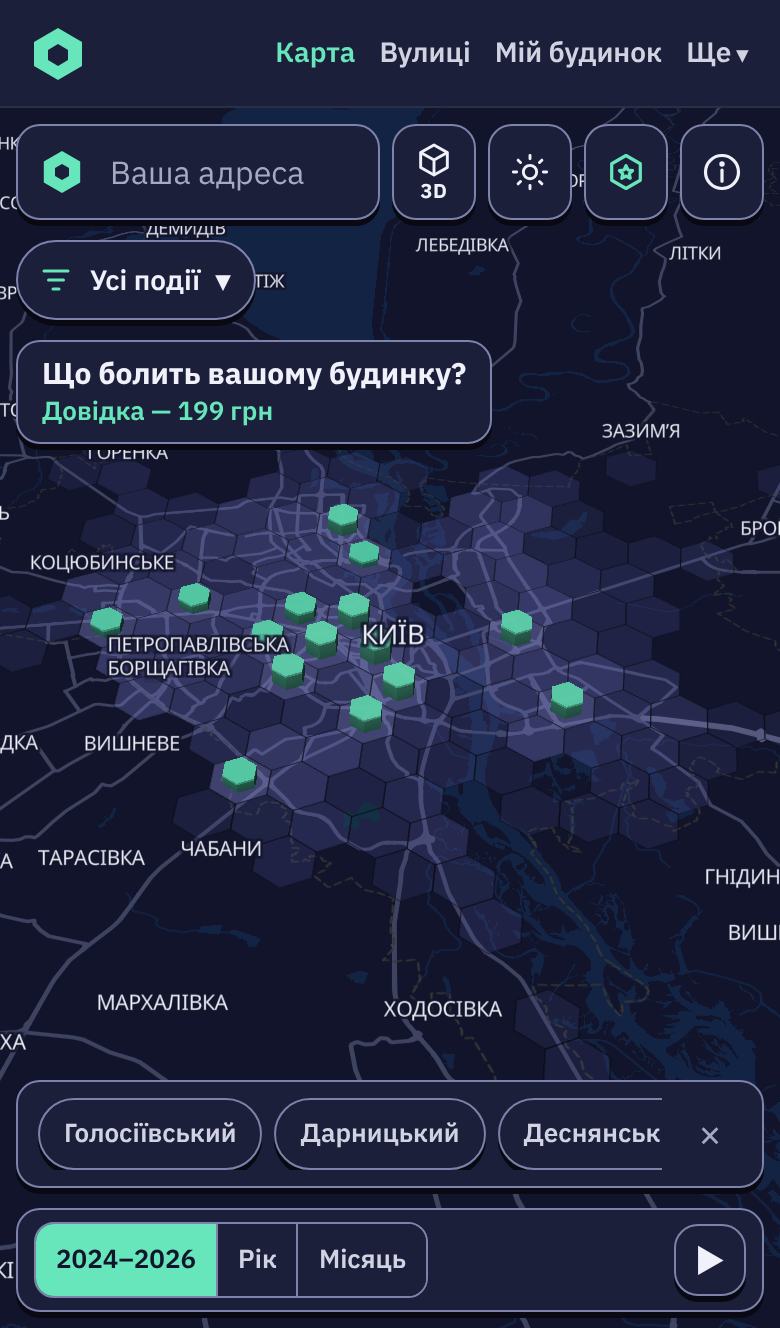 Карта Вулиці Мій будинок Ще ▾
Ваша адреса
3D
ДЕМИДІВ
ЛЕБЕДІВКА
ЛІТКИ
Усі події ▼
Що болить вашому будинку?
Довідка — 199 грн
ЗАЗИМ'Я
ГОРЕНКА
КОЦЮБИНСЬКЕ
КИЇВ
ПЕТРОПАВЛІВСЬКА
БОРЩАГІВКА
ВИШНЕВЕ
ЧАБАНИ
ТАРАСІВКА
ГНІДИН
МАРХАЛІВКА
ХОДОСІВКА
Голосіївський Дарницький Деснянськ ×
2024–2026 Рік Місяць